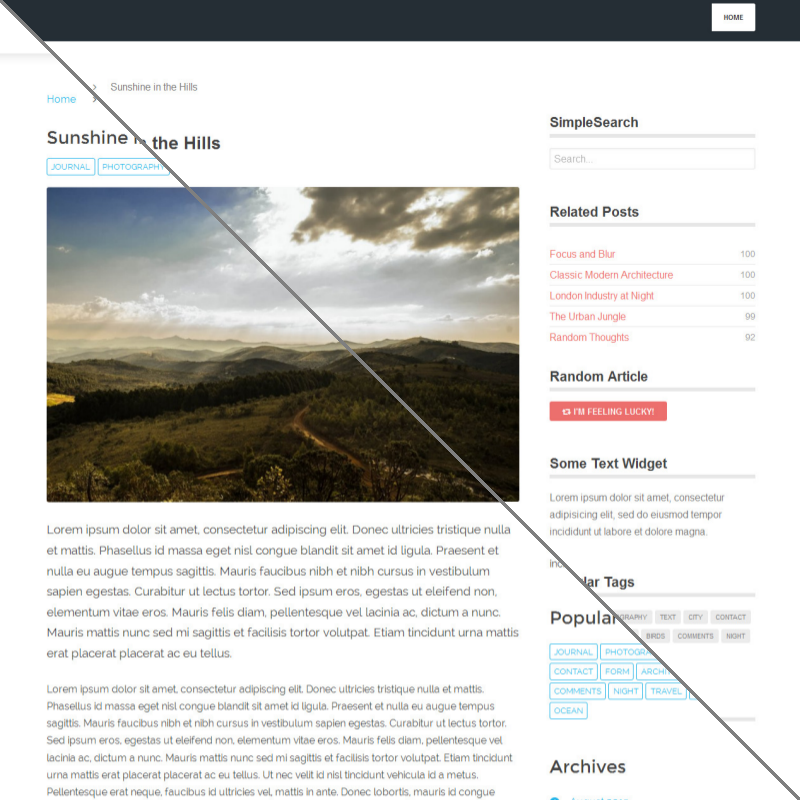 HOME
Sunshine in the Hills
Home
Sunshine in the Hills
JOURNAL PHOTOGRAPHY
Lorem ipsum dolor sit amet, consectetur adipiscing elit. Donec ultricies tristique nulla
et mattis. Phasellus id massa eget nisl congue blandit sit amet id ligula. Praesent et
nulla eu augue tempus sagittis. Mauris faucibus nibh et nibh cursus in vestibulum
sapien egestas. Curabitur ut lectus tortor. Sed ipsum eros, egestas ut eleifend non,
elementum vitae eros. Mauris felis diam, pellentesque vel lacinia ac, dictum a nunc.
Mauris mattis nunc sed mi sagittis et facilisis tortor volutpat. Etiam tincidunt urna mattis
erat placerat placerat ac eu tellus.
Lorem ipsum dolor sit amet, consectetur adipiscing elit. Donec ultricies tristique nulla et mattis.
Phasellus id massa eget nisl congue blandit sit amet id ligula. Praesent et nulla eu augue tempus
sagittis. Mauris faucibus nibh et nibh cursus in vestibulum sapien egestas. Curabitur ut lectus tortor.
Sed ipsum eros, egestas ut eleifend non, elementum vitae eros. Mauris felis diam, pellentesque vel
lacinia ac, dictum a nunc. Mauris mattis nunc sed mi sagittis et facilisis tortor volutpat. Etiam tincidunt
urna mattis erat placerat placerat ac eu tellus. Ut nec velit id nisl tincidunt vehicula id a metus.
Pellentesque erat neque, faucibus id ultricies vel, mattis in ante. Donec lobortis, mauris id congue
SimpleSearch
Search...
Related Posts
Focus and Blur 100
Classic Modern Architecture 100
London Industry at Night 100
The Urban Jungle 99
Random Thoughts 92
Random Article
I'M FEELING LUCKY!
Some Text Widget
Lorem ipsum dolor sit amet, consectetur
adipisicing elit, sed do eiusmod tempor
incididunt ut labore et dolore magna.
Tags
Popular
TEXT CITY CONTACT
BIRDS COMMENTS NIGHT
JOURNAL
CONTACT FORM
COMMENTS NIGHT TRAVEL
OCEAN
Archives